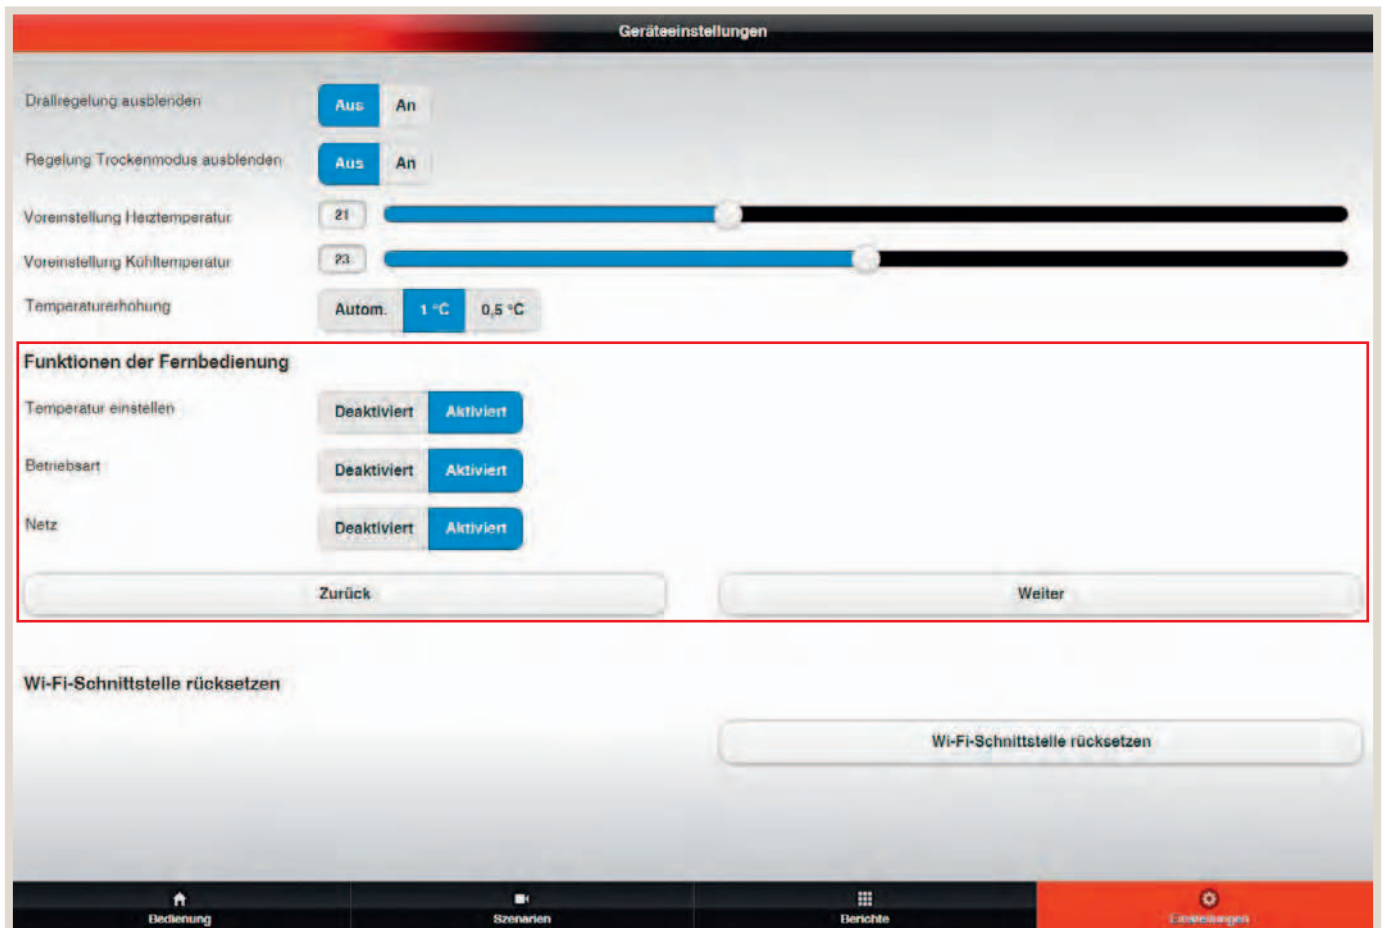 Geräteeinstellungen
Drallregelung ausblenden Aus An
Regelung Trockenmodus ausblenden Aus An
Voreinstellung Heiztemperatur 21
Voreinstellung Kühltemperatur 23
Temperaturerhöhung Autom. 1 °C 0,5 °C
Funktionen der Fernbedienung
Temperatur einstellen Deaktiviert Aktiviert
Betriebsart Deaktiviert Aktiviert
Netz Deaktiviert Aktiviert
Zurück Weiter
Wi-Fi-Schnittstelle rücksetzen
Wi-Fi-Schnittstelle rücksetzen
Bedienung Szenarien Berichte Einstellungen